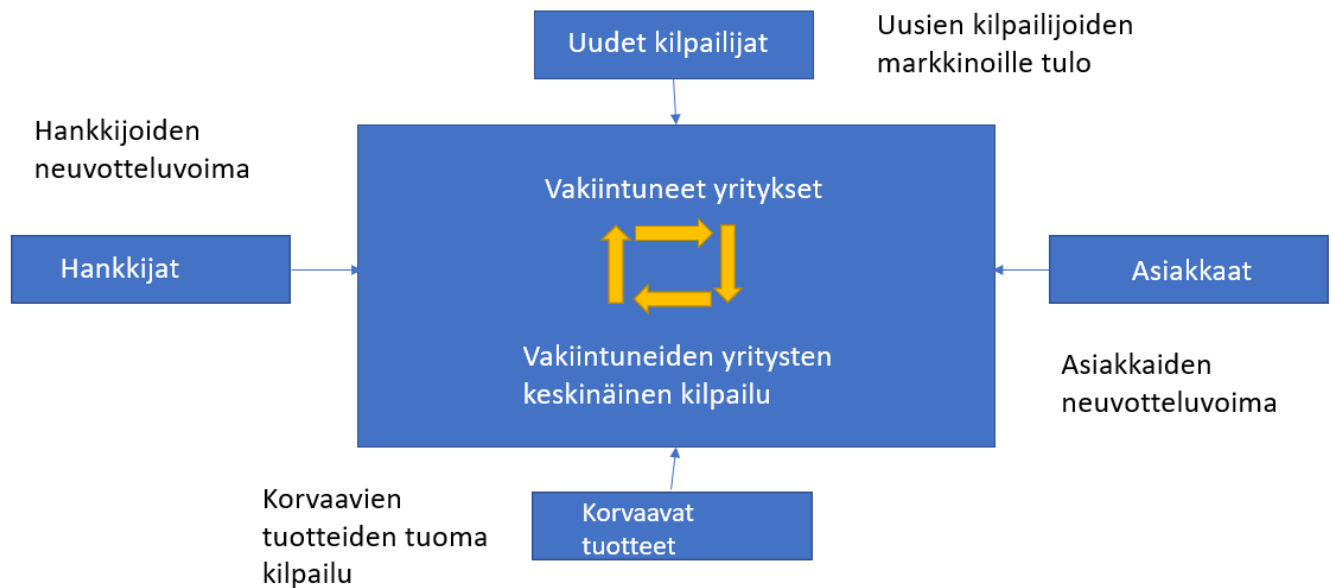 Uudet kilpailijat
Uusien kilpailijoiden
markkinoille tulo
Hankkijoiden
neuvotteluvoima
Vakiintuneet yritykset
Hankkijat
Asiakkaat
Vakiintuneiden yritysten
keskinäinen kilpailu
Asiakkaiden
neuvotteluvoima
Korvaavien
tuotteiden tuoma
kilpailu
Korvaavat
tuotteet